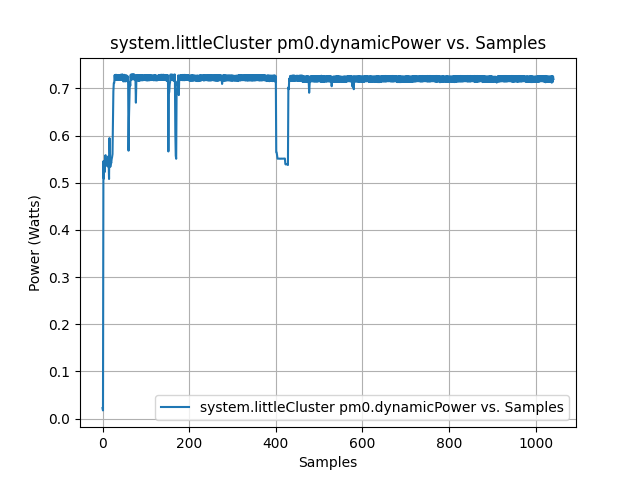 system.littleCluster pm0.dynamicPower vs. Samples
0.7
0.6
0.5
0.4
0.3
0.2
0.1
0.0
Power (Watts)
system.littleCluster pm0.dynamicPower vs. Samples
0 200 400 600 800 1000
Samples